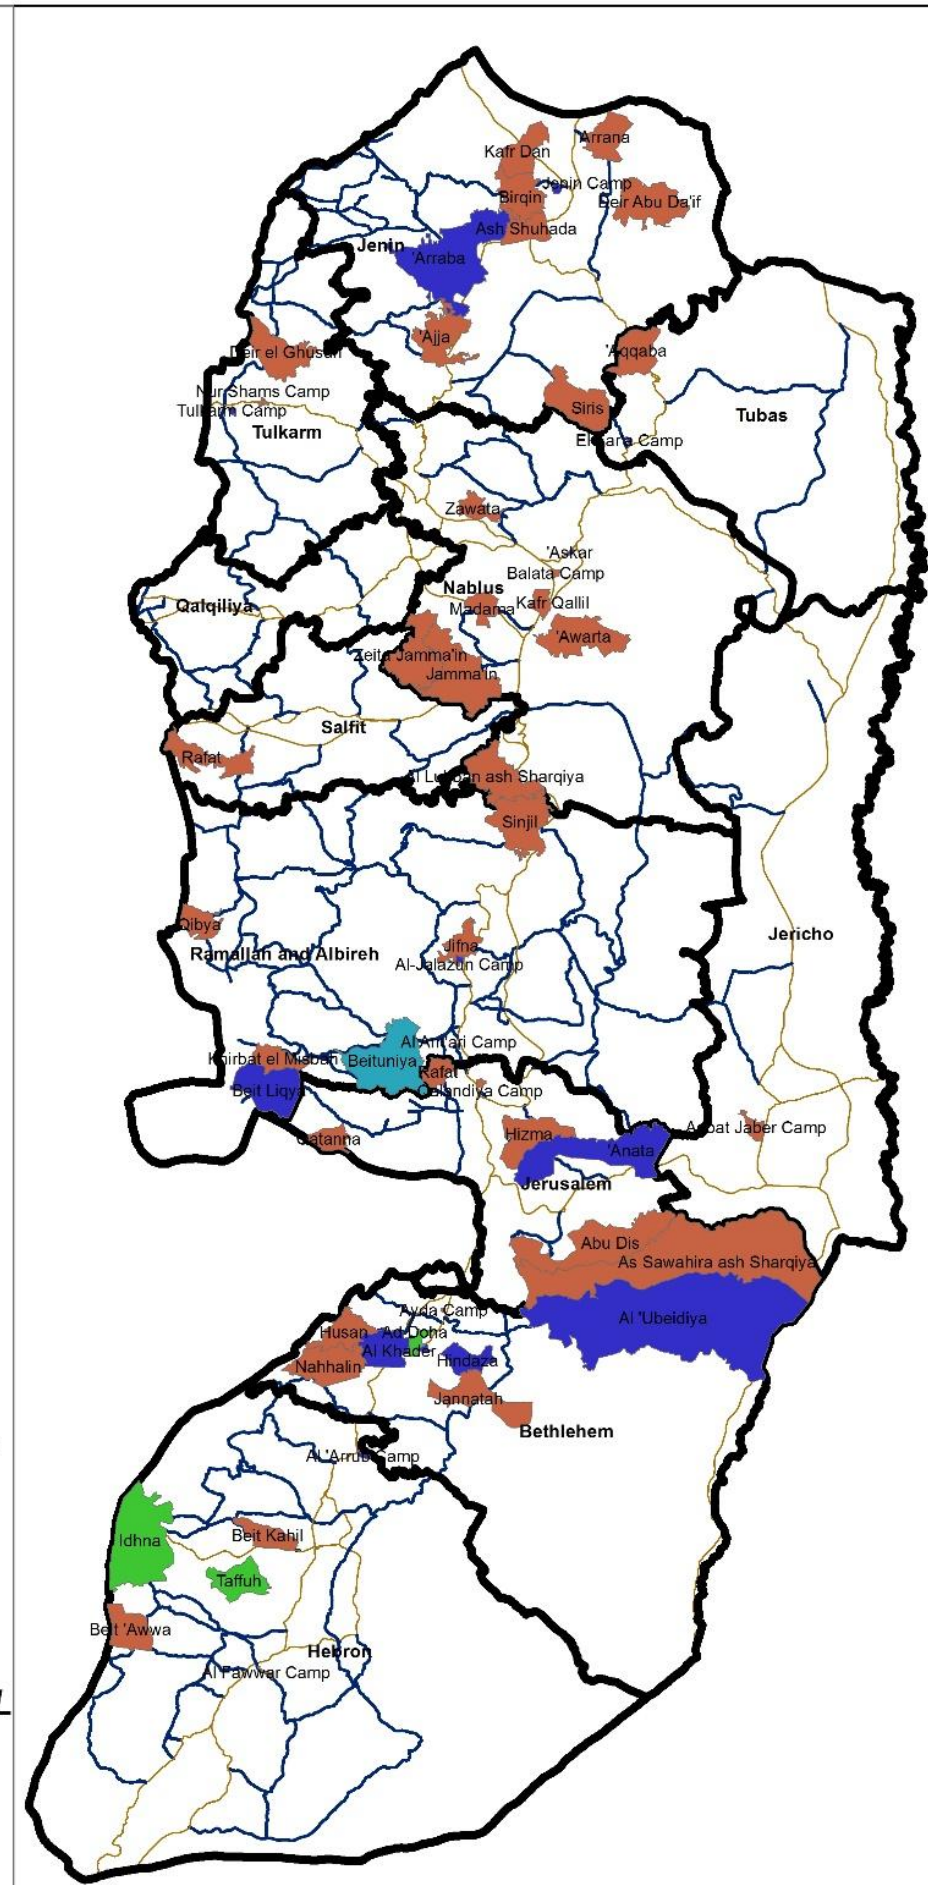 Arrana
Kafr Dan
Jenin Camp
Birqin
Deir Abu Da'if
Ash Shuhada
Jenin
'Arraba
'Ajja
'Aqqaba
Deir el Ghusun
Nur Shams Camp
Tulkarm Camp
Siris
Tubas
Tulkarm
Camp
Zawata
'Askar
Balata Camp
Nablus
Kafr Qallil
Qalqiliya
Madama
'Awarta
Zeita Jamma'in
Jamma'in
Salfit
Rafat
Al Lubban ash Sharqiya
Sinjil
Qibya
Jericho
Jifna
Ramallah and Albireh
Al-Jalazun Camp
Al Am'ari Camp
Khirbat el Misbah
Beituniya
Rafat
Beit Liqya
Qalandiya Camp
Hizma
Aqbat Jaber Camp
Qatanna
'Anata
Jerusalem
Abu Dis
As Sawahira ash Sharqiya
Ayda Camp
Al 'Ubeidiya
Husan
Ad Doha
Al Khader
Hindaza
Nahhalin
Jannatah
Bethlehem
Al 'Arrub Camp
Beit Kahil
Idhna
Taffuh
Beit 'Awwa
Hebron
Al Fawwar Camp